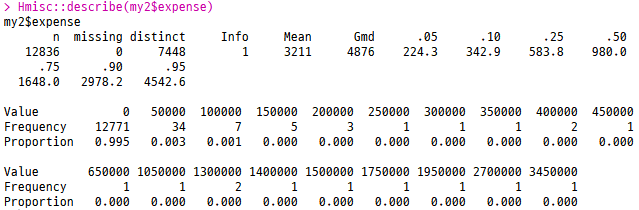 > Hmisc::describe(my2$expense)
my2$expense
n missing distinct Info Mean Gmd .05 .10 .25 .50
12836 0 7448 1 3211 4876 224.3 342.9 583.8 980.0
.75 .90 .95
1648.0 2978.2 4542.6
Value 0 50000 100000 150000 200000 250000 300000 350000 400000 450000
Frequency 12771 34 7 5 3 1 1 1 2 1
Proportion 0.995 0.003 0.001 0.000 0.000 0.000 0.000 0.000 0.000 0.000
Value 650000 1050000 1300000 1400000 1500000 1750000 1950000 2700000 3450000
Frequency 1 1 2 1 1 1 1 1 1
Proportion 0.000 0.000 0.000 0.000 0.000 0.000 0.000 0.000 0.000